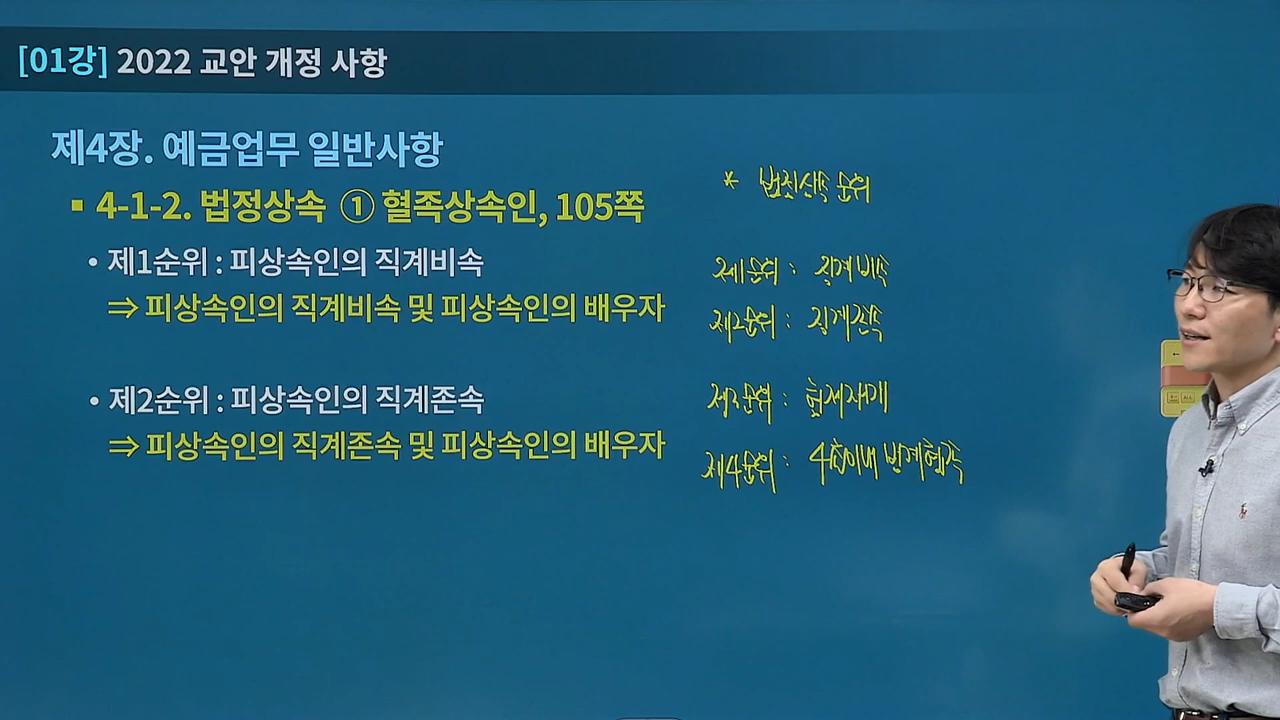 [01강] 2022 교안 개정 사항
제4장. 예금업무 일반사항
▪ 4-1-2. 법정상속 ① 혈족상속인, 105쪽
• 제1순위 : 피상속인의 직계비속
⇒ 피상속인의 직계비속 및 피상속인의 배우자
• 제2순위 : 피상속인의 직계존속
⇒ 피상속인의 직계존속 및 피상속인의 배우자
* 법정상속 순위
제1순위 : 직계비속
제2순위 : 직계존속
제3순위 : 형제자매
제4순위 : 4촌이내 방계혈족